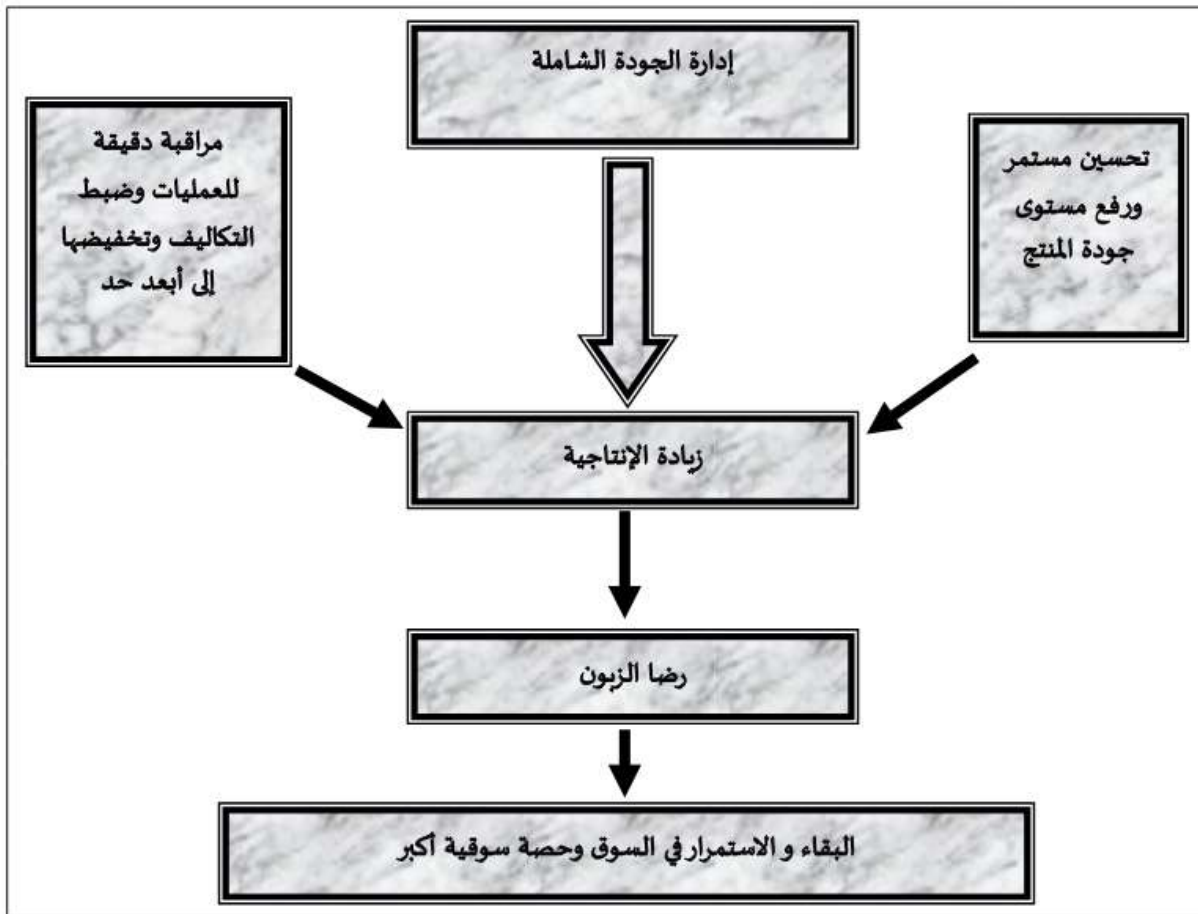 إدارة الجودة الشاملة
تحسين مستمر
ورفع مستوى
جودة المنتج
مراقبة دقيقة
للعمليات وضبط
التكاليف وتخفيضها
إلى أبعد حد
زيادة الإنتاجية
رضا الزبون
البقاء و الاستمرار في السوق وحصة سوقية أكبر